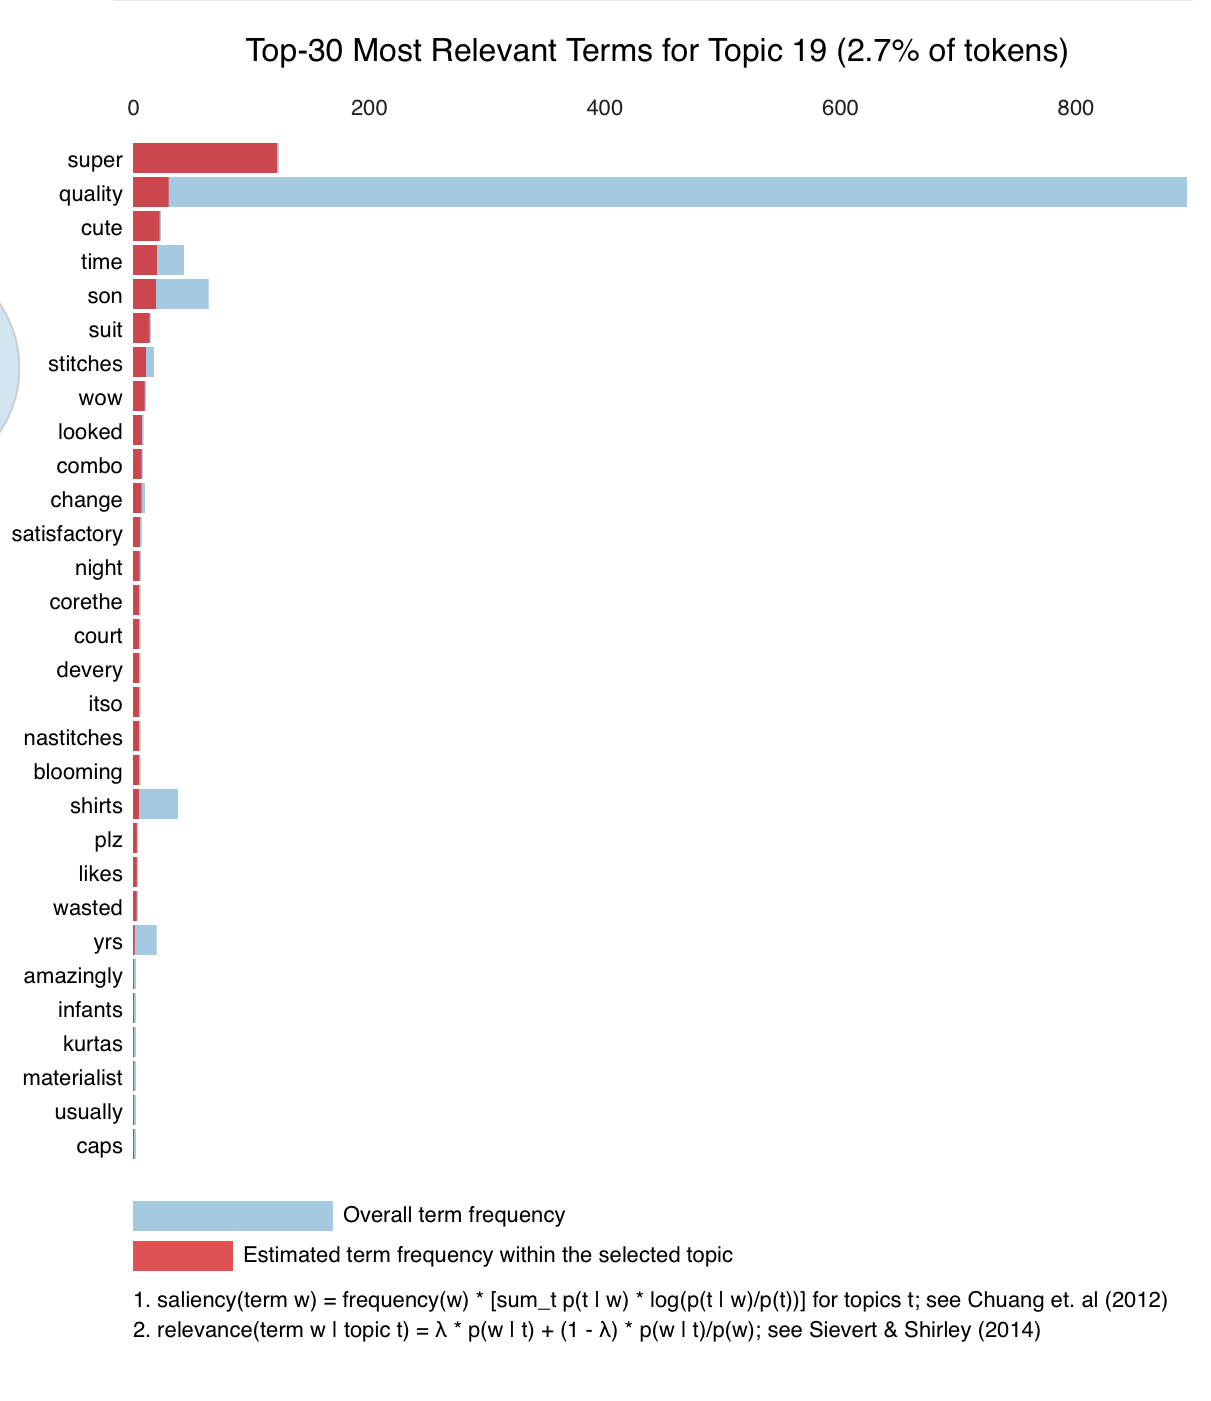 Top-30 Most Relevant Terms for Topic 19 (2.7% of tokens)
0 200 400 600 800
super
quality
cute
time
son
suit
stitches
wow
looked
combo
change
satisfactory
night
corethe
court
devery
itso
nastitches
blooming
shirts
plz
likes
wasted
yrs
amazingly
infants
kurtas
materialist
usually
caps
Overall term frequency
Estimated term frequency within the selected topic
1. saliency(term w) = frequency(w) * [sum_t p(t | w) * log(p(t | w)/p(t))] for topics t; see Chuang et. al (2012)
2. relevance(term w | topic t) = λ * p(w | t) + (1 - λ) * p(w | t)/p(w); see Sievert & Shirley (2014)